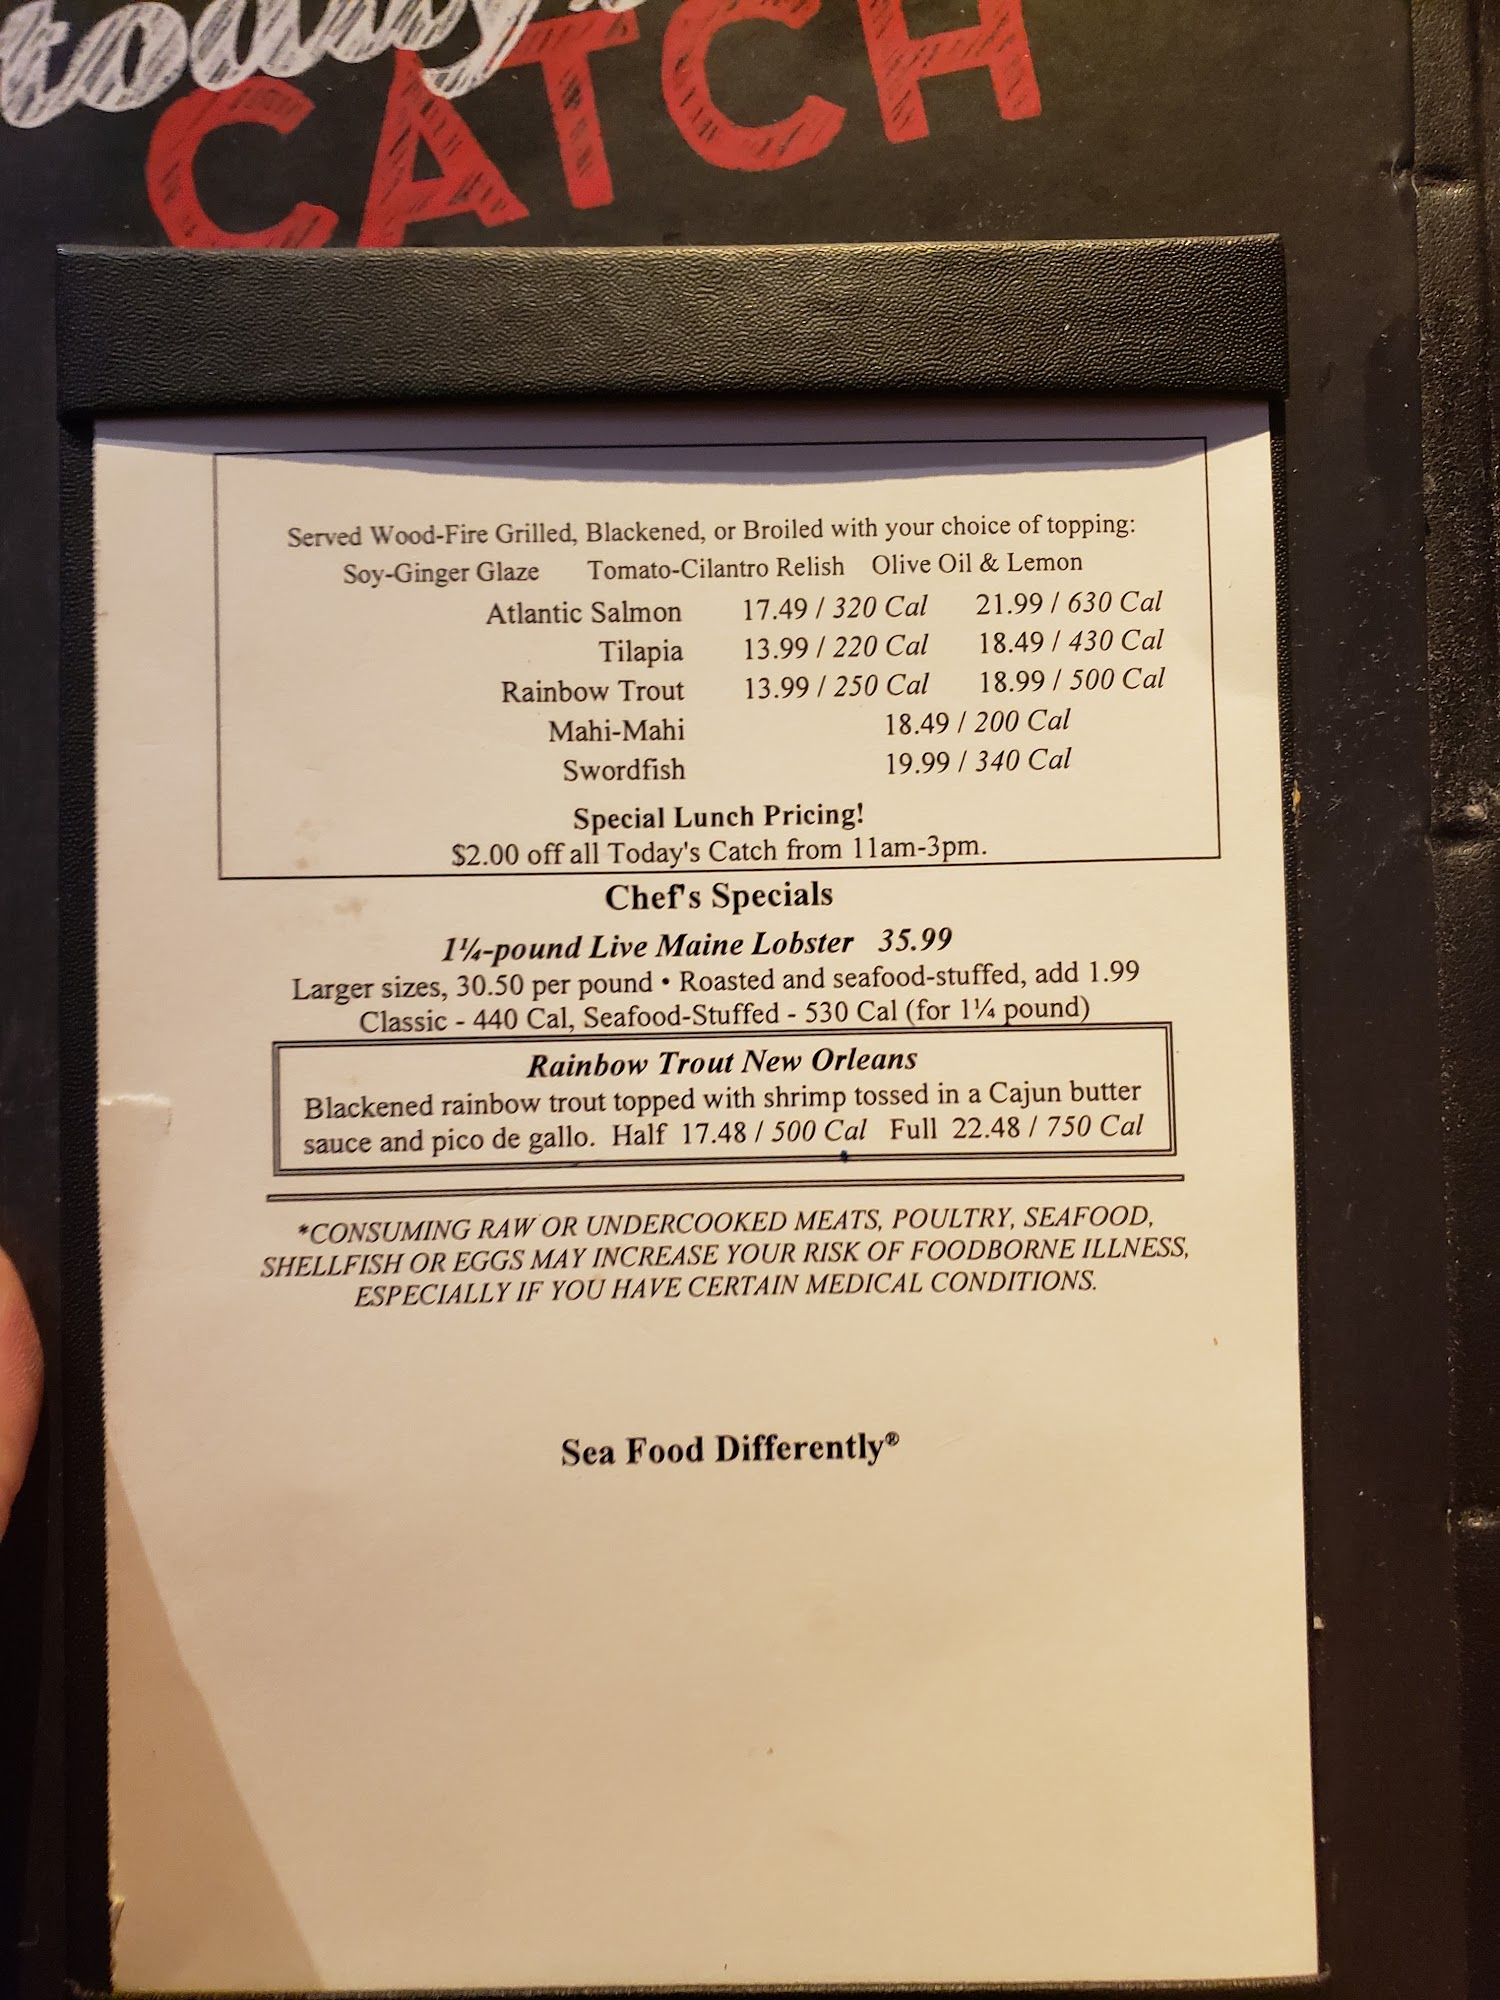 today's
CATCH
Served Wood-Fire Grilled, Blackened, or Broiled with your choice of topping:
Soy-Ginger Glaze Tomato-Cilantro Relish Olive Oil & Lemon
Atlantic Salmon 17.49 / 320 Cal 21.99 / 630 Cal
Tilapia 13.99 / 220 Cal 18.49 / 430 Cal
Rainbow Trout 13.99 / 250 Cal 18.99 / 500 Cal
Mahi-Mahi 18.49 / 200 Cal
Swordfish 19.99 / 340 Cal
Special Lunch Pricing!
$2.00 off all Today's Catch from 11am-3pm.
Chef's Specials
1¼-pound Live Maine Lobster 35.99
Larger sizes, 30.50 per pound • Roasted and seafood-stuffed, add 1.99
Classic - 440 Cal, Seafood-Stuffed - 530 Cal (for 1¼ pound)
Rainbow Trout New Orleans
Blackened rainbow trout topped with shrimp tossed in a Cajun butter
sauce and pico de gallo. Half 17.48 / 500 Cal Full 22.48 / 750 Cal
*CONSUMING RAW OR UNDERCOOKED MEATS, POULTRY, SEAFOOD,
SHELLFISH OR EGGS MAY INCREASE YOUR RISK OF FOODBORNE ILLNESS,
ESPECIALLY IF YOU HAVE CERTAIN MEDICAL CONDITIONS.
Sea Food Differently®